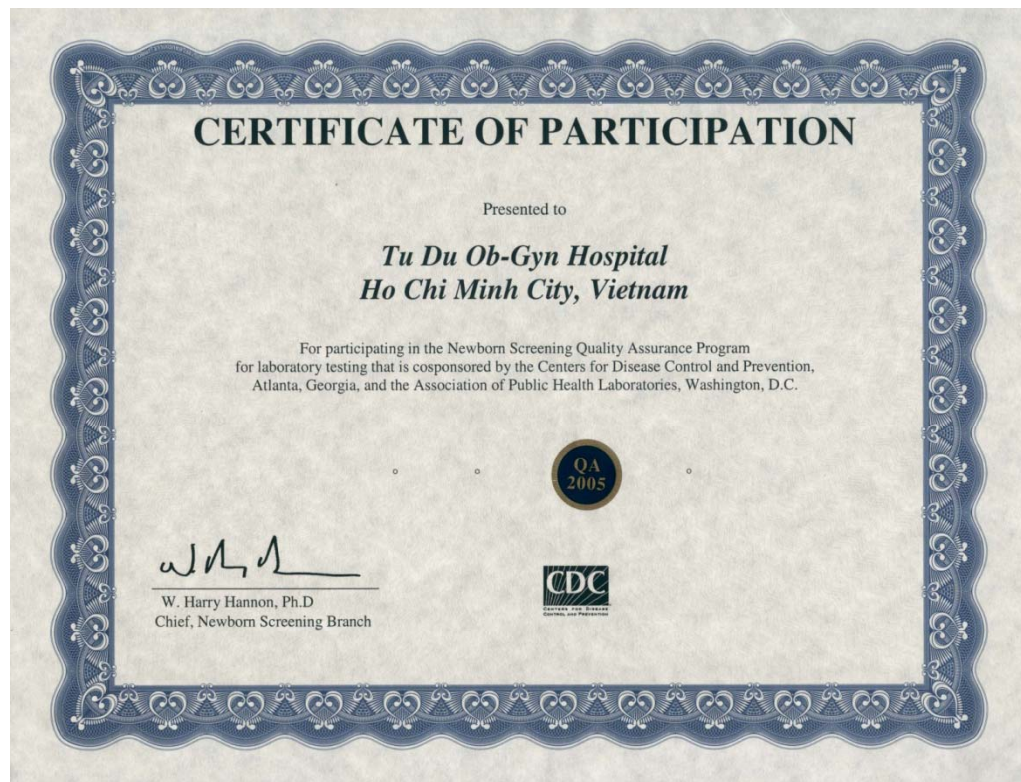 CERTIFICATE OF PARTICIPATION
Presented to
Tu Du Ob-Gyn Hospital
Ho Chi Minh City, Vietnam
For participating in the Newborn Screening Quality Assurance Program
for laboratory testing that is cosponsored by the Centers for Disease Control and Prevention,
Atlanta, Georgia, and the Association of Public Health Laboratories, Washington, D.C.
QA
2005
W. Harry Hannon, Ph.D
Chief, Newborn Screening Branch
CDC
CENTERS FOR DISEASE
CONTROL AND PREVENTION